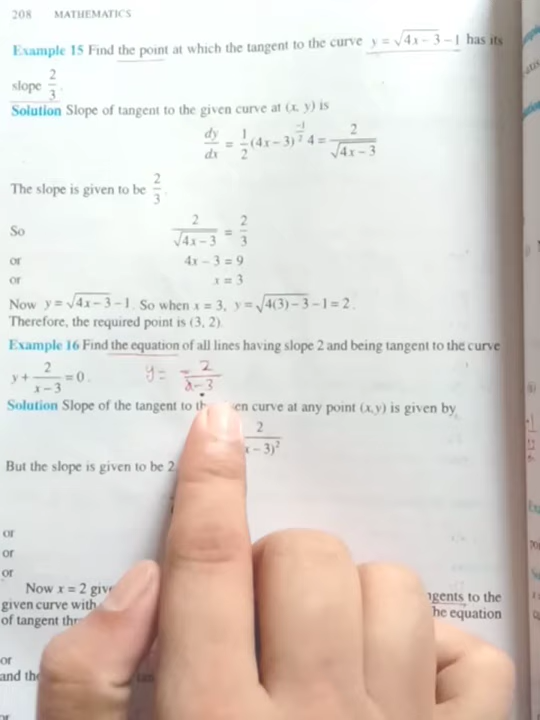 208 MATHEMATICS
Example 15 Find the point at which the tangent to the curve y = √(4x − 3) − 1 has its
slope 2/3.
Solution Slope of tangent to the given curve at (x, y) is
dy/dx = 1/2 (4x − 3)^(−1/2) 4 = 2/√(4x − 3)
The slope is given to be 2/3.
So 2/√(4x − 3) = 2/3
or 4x − 3 = 9
or x = 3
Now y = √(4x − 3) − 1. So when x = 3, y = √(4(3) − 3) − 1 = 2.
Therefore, the required point is (3, 2).
Example 16 Find the equation of all lines having slope 2 and being tangent to the curve
y + 2/(x − 3) = 0. y = −2/(x − 3)
Solution Slope of the tangent to curve at any point (x,y) is given by
2
− 3)²
But the slope is given to be 2
or
or
or
Now x = 2
given curve with to the
of tangent he equation
or
and the